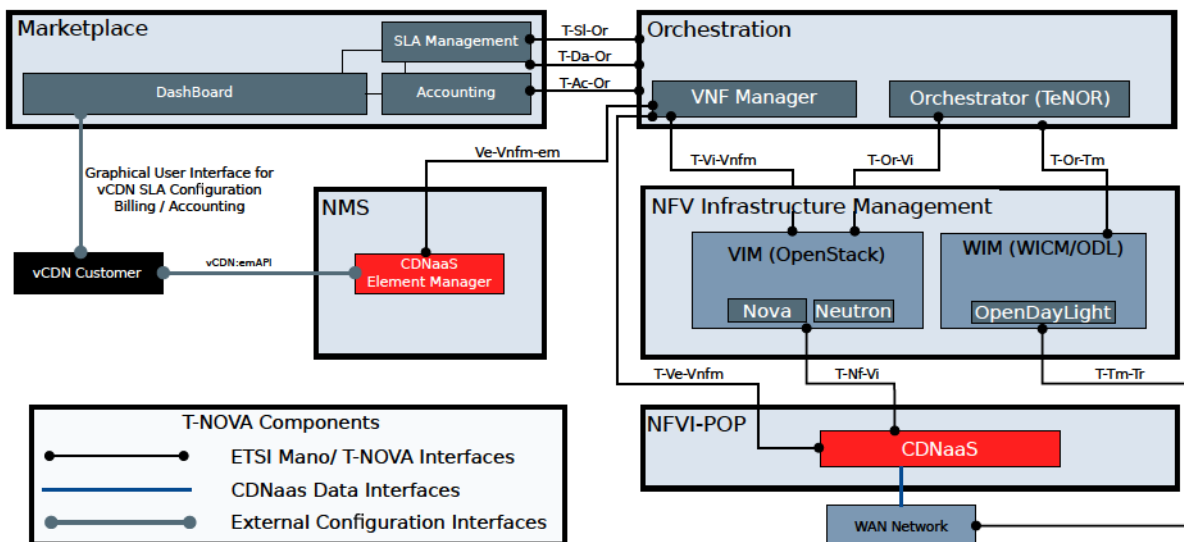 Marketplace
SLA Management
DashBoard
Accounting
T-Sl-Or
T-Da-Or
T-Ac-Or
Orchestration
VNF Manager
Orchestrator (TeNOR)
Ve-Vnfm-em
T-Vi-Vnfm
T-Or-Vi
T-Or-Tm
Graphical User Interface for
vCDN SLA Configuration
Billing / Accounting
NMS
CDNaaS
Element Manager
vCDN Customer
vCDN:emAPI
NFV Infrastructure Management
VIM (OpenStack)
Nova
Neutron
WIM (WICM/ODL)
OpenDayLight
T-Ve-Vnfm
T-Nf-Vi
T-Tm-Tr
NFVI-POP
CDNaaS
WAN Network
T-NOVA Components
ETSI Mano/ T-NOVA Interfaces
CDNaas Data Interfaces
External Configuration Interfaces